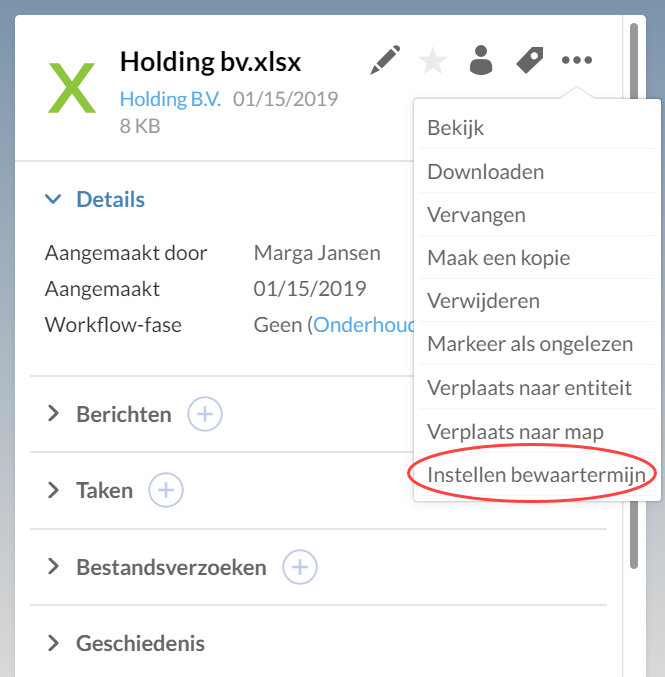 Holding bv.xlsx
Holding B.V. 01/15/2019
8 KB
Bekijk
Downloaden
Vervangen
Maak een kopie
Verwijderen
Markeer als ongelezen
Verplaats naar entiteit
Verplaats naar map
Instellen bewaartermijn
Details
Aangemaakt door Marga Jansen
Aangemaakt 01/15/2019
Workflow-fase Geen (Onderhoud
Berichten
Taken
Bestandsverzoeken
Geschiedenis